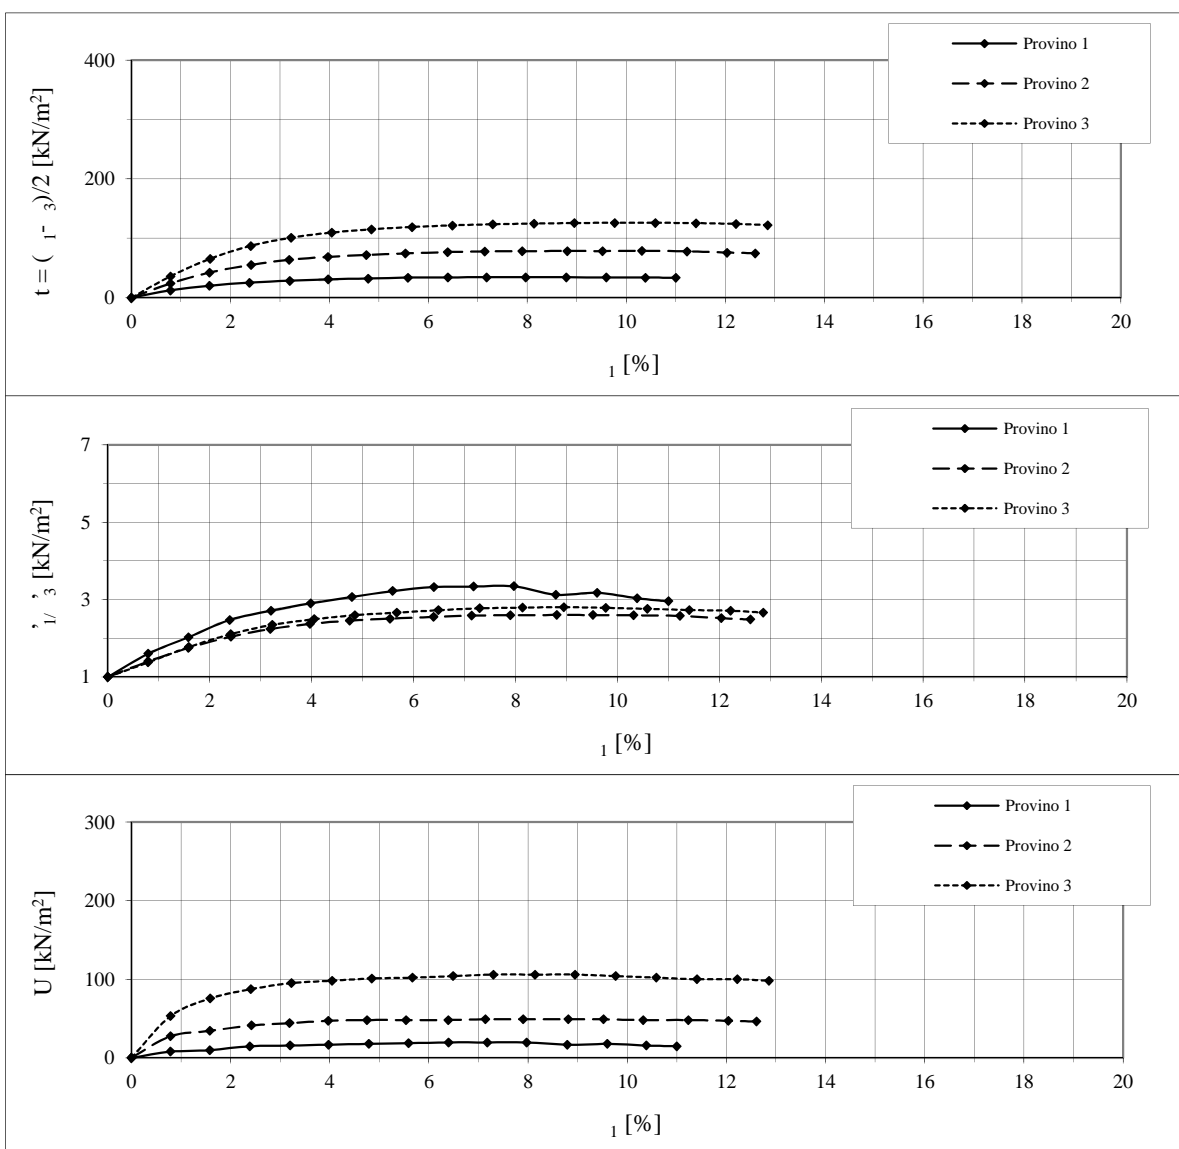 Provino 1
Provino 2
Provino 3
400
200
0
t = ( ₁- ₃)/2 [kN/m²]
0 2 4 6 8 10 12 14 16 18 20
₁ [%]
Provino 1
Provino 2
Provino 3
7
5
3
1
'₁/ '₃ [kN/m²]
0 2 4 6 8 10 12 14 16 18 20
₁ [%]
Provino 1
Provino 2
Provino 3
300
200
100
0
U [kN/m²]
0 2 4 6 8 10 12 14 16 18 20
₁ [%]